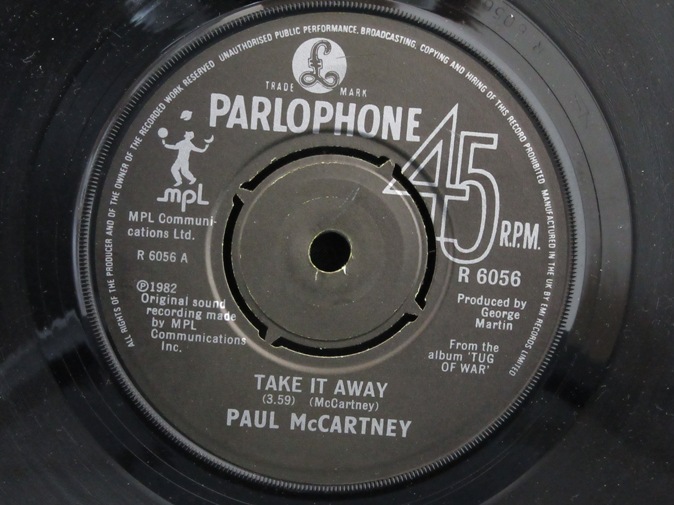 ALL RIGHTS OF THE PRODUCER AND OF THE OWNER OF THE RECORDED WORK RESERVED UNAUTHORISED PUBLIC PERFORMANCE, BROADCASTING, COPYING AND HIRING OF THIS RECORD PROHIBITED MANUFACTURED IN THE UK BY EMI RECORDS LIMITED
£
TRADE MARK
PARLOPHONE
45
R.P.M.
mpL
MPL Communi-
cations Ltd.
R 6056 A
R 6056
℗1982
Original sound
recording made
by MPL
Communications
Inc.
Produced by
George
Martin
From the
album 'TUG
OF WAR'
TAKE IT AWAY
(3.59) (McCartney)
PAUL McCARTNEY